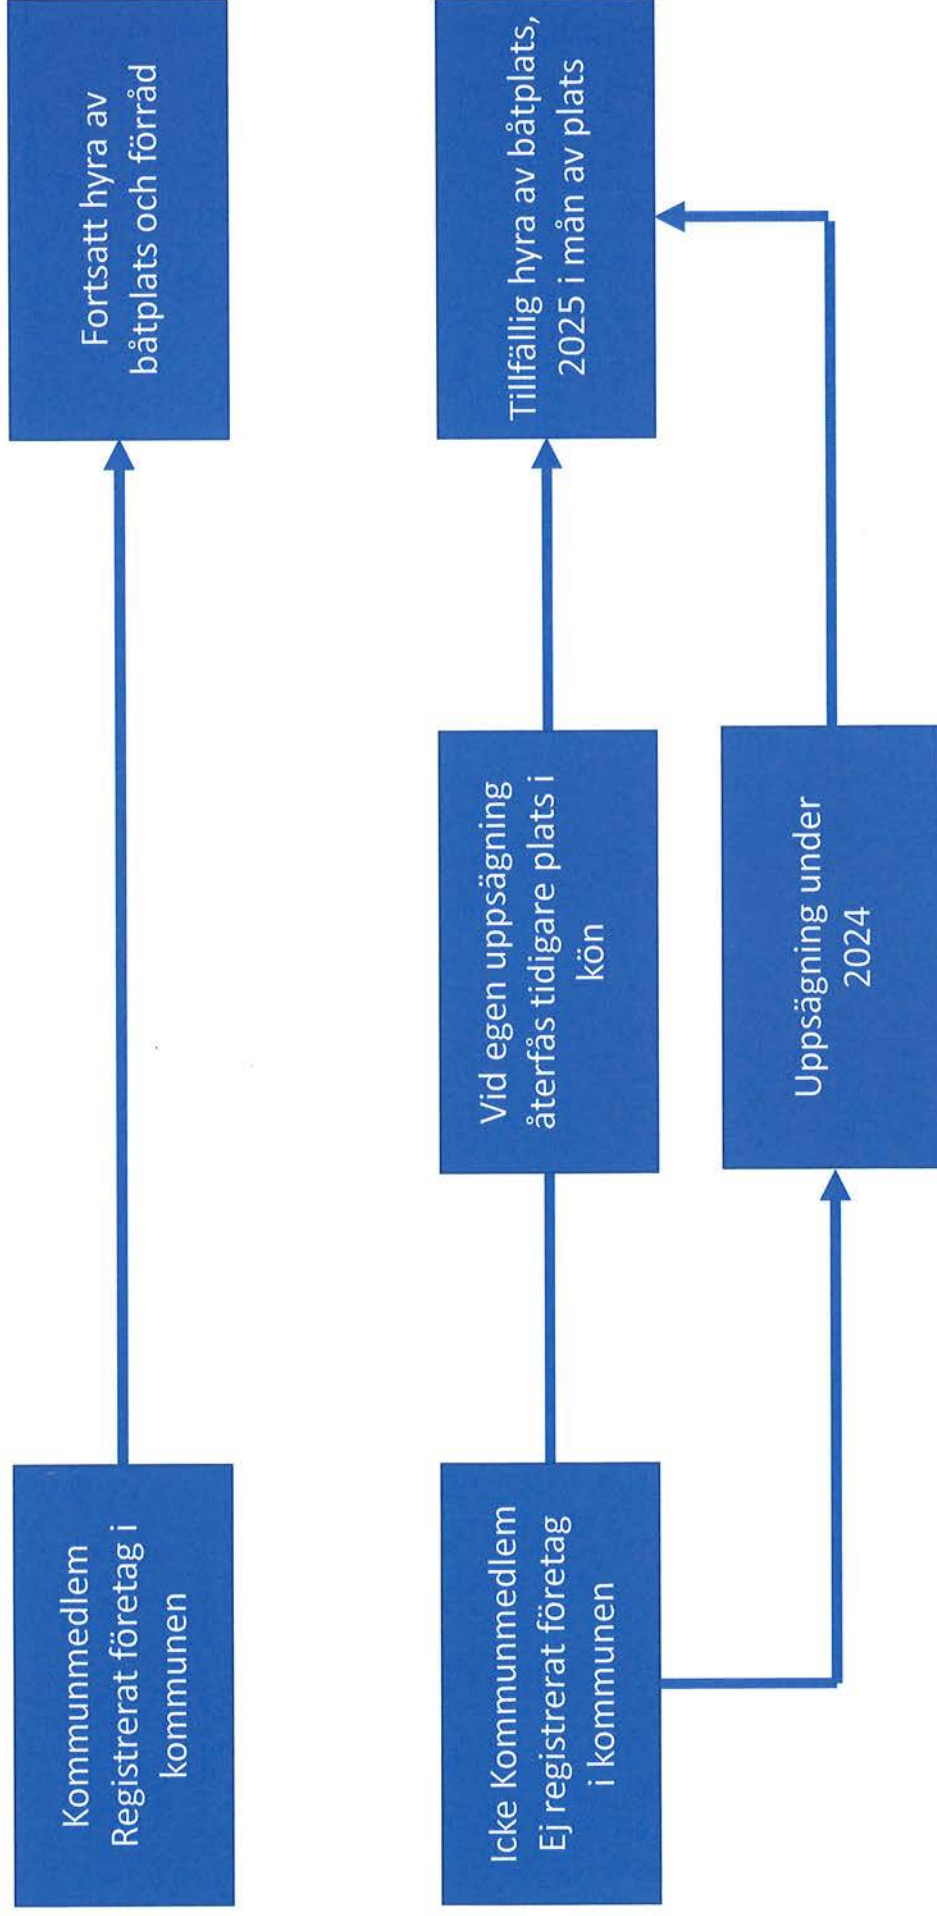 Kommunmedlem
Registrerat företag i
kommunen
Fortsatt hyra av
båtplats och förråd
Icke Kommunmedlem
Ej registrerat företag
i kommunen
Vid egen uppsägning
återfås tidigare plats i
kön
Tillfällig hyra av båtplats,
2025 i mån av plats
Uppsägning under
2024